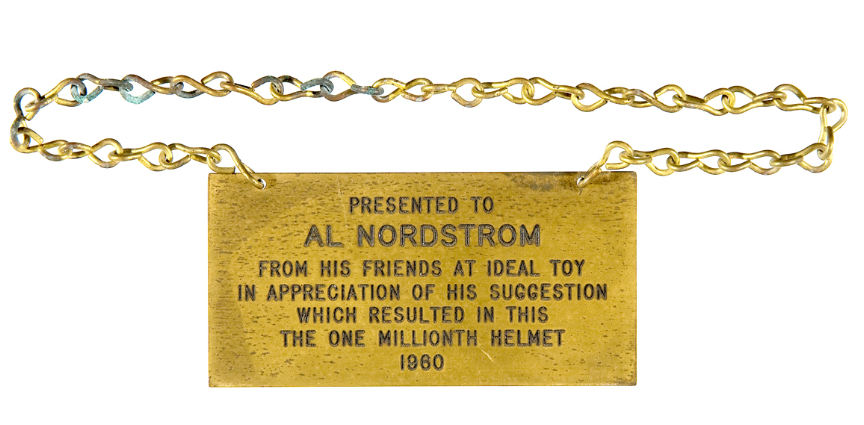 PRESENTED TO
AL NORDSTROM
FROM HIS FRIENDS AT IDEAL TOY
IN APPRECIATION OF HIS SUGGESTION
WHICH RESULTED IN THIS
THE ONE MILLIONTH HELMET
1960